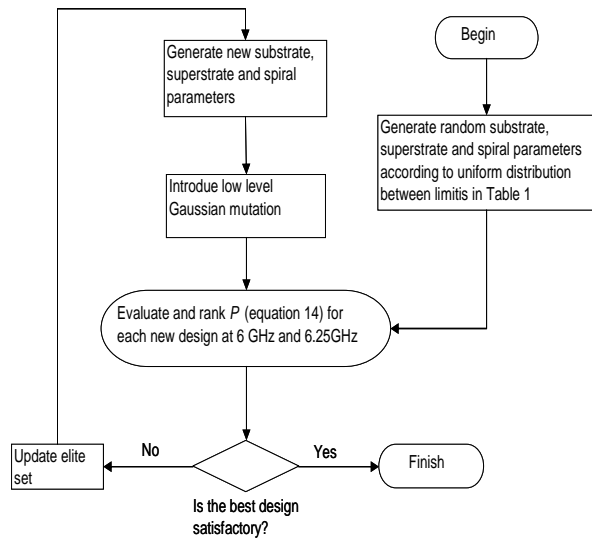 Begin
Generate random substrate,
superstrate and spiral parameters
according to uniform distribution
between limitis in Table 1
Generate new substrate,
superstrate and spiral
parameters
Introdue low level
Gaussian mutation
Evaluate and rank P (equation 14) for
each new design at 6 GHz and 6.25GHz
No
Yes
Update elite
set
Finish
Is the best design
satisfactory?